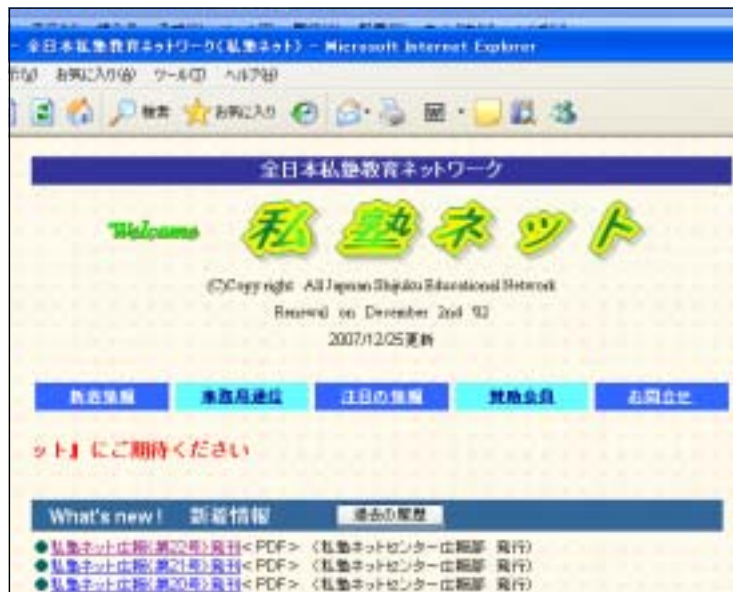 全日本私塾教育ネットワーク(私塾ネット) - Microsoft Internet Explorer
お気に入り(A) ツール(T) ヘルプ(H)
検索 お気に入り
全日本私塾教育ネットワーク
Welcome 私塾ネット
(C)Copyright All Japanan Shijuku Educational Network
Renewal on December 2nd '02
2007/12/25更新
新着情報 事務局通信 注目の情報 賛助会員 お問合せ
ット』にご期待ください
What's new! 新着情報 過去の履歴
●私塾ネット広報(第22号)発刊<PDF> (私塾ネットセンター広報部 発行)
●私塾ネット広報(第21号)発刊<PDF> (私塾ネットセンター広報部 発行)
●私塾ネット広報(第20号)発刊<PDF> (私塾ネットセンター広報部 発行)